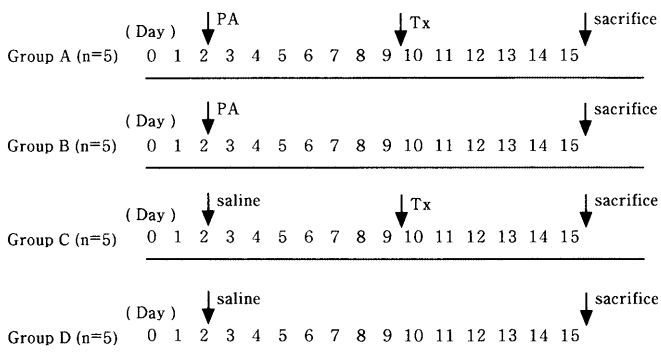 PA Tx sacrifice
( Day )
Group A (n=5) 0 1 2 3 4 5 6 7 8 9 10 11 12 13 14 15
PA sacrifice
( Day )
Group B (n=5) 0 1 2 3 4 5 6 7 8 9 10 11 12 13 14 15
saline Tx sacrifice
( Day )
Group C (n=5) 0 1 2 3 4 5 6 7 8 9 10 11 12 13 14 15
saline sacrifice
( Day )
Group D (n=5) 0 1 2 3 4 5 6 7 8 9 10 11 12 13 14 15